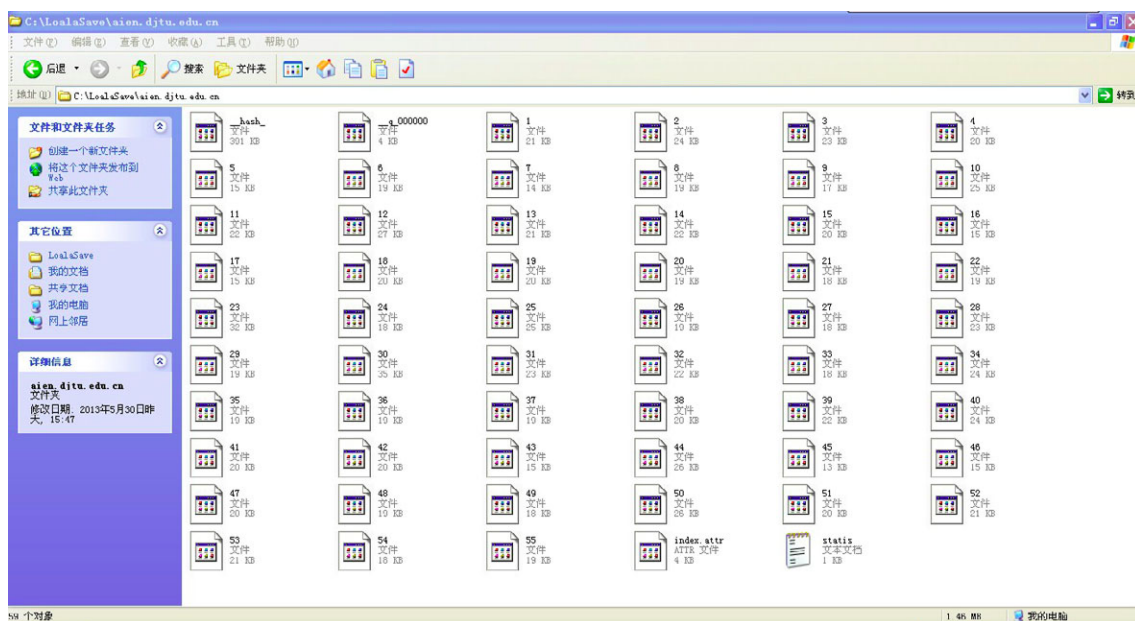 C:\LoalaSave\aien.djtu.edu.cn
文件(F) 编辑(E) 查看(V) 收藏(A) 工具(T) 帮助(H)
后退 搜索 文件夹
地址(D) C:\LoalaSave\aien.djtu.edu.cn 转到
文件和文件夹任务
创建一个新文件夹
将这个文件夹发布到
Web
共享此文件夹
其它位置
LoalaSave
我的文档
共享文档
我的电脑
网上邻居
详细信息
aien.djtu.edu.cn
文件夹
修改日期: 2013年5月30日昨
天, 15:47
__hash_ __q_000000 1 2 3 4
文件 文件 文件 文件 文件 文件
391 KB 4 KB 21 KB 24 KB 23 KB 20 KB
5 6 7 8 9 10
文件 文件 文件 文件 文件 文件
15 KB 19 KB 14 KB 19 KB 17 KB 25 KB
11 12 13 14 15 16
文件 文件 文件 文件 文件 文件
22 KB 27 KB 21 KB 22 KB 20 KB 15 KB
17 18 19 20 21 22
文件 文件 文件 文件 文件 文件
15 KB 20 KB 20 KB 19 KB 18 KB 19 KB
23 24 25 26 27 28
文件 文件 文件 文件 文件 文件
32 KB 18 KB 25 KB 19 KB 18 KB 23 KB
29 30 31 32 33 34
文件 文件 文件 文件 文件 文件
19 KB 35 KB 23 KB 22 KB 18 KB 24 KB
35 36 37 38 39 40
文件 文件 文件 文件 文件 文件
19 KB 19 KB 19 KB 20 KB 22 KB 24 KB
41 42 43 44 45 46
文件 文件 文件 文件 文件 文件
20 KB 20 KB 15 KB 26 KB 13 KB 15 KB
47 48 49 50 51 52
文件 文件 文件 文件 文件 文件
20 KB 19 KB 18 KB 26 KB 20 KB 21 KB
53 54 55 index.attr statis
文件 文件 文件 ATTR 文件 文本文档
21 KB 18 KB 19 KB 4 KB 1 KB
59 个对象 1.46 MB 我的电脑